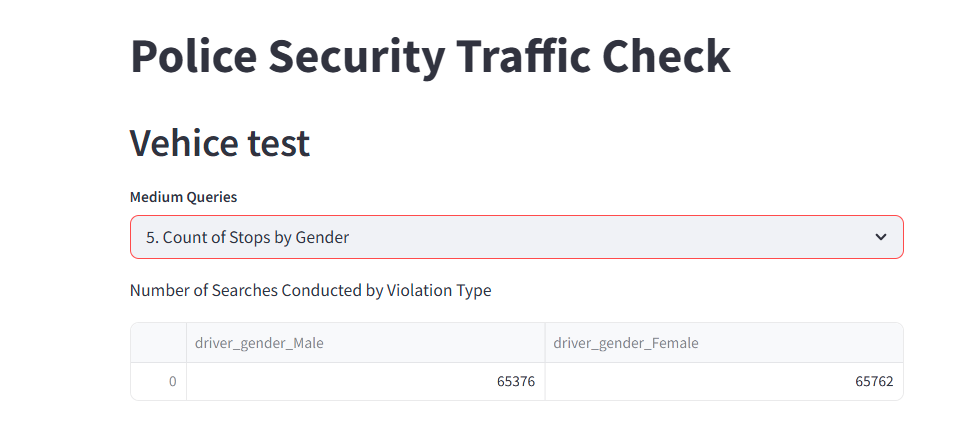 Police Security Traffic Check
Vehice test
Medium Queries
5. Count of Stops by Gender
Number of Searches Conducted by Violation Type
driver_gender_Male driver_gender_Female
0 65376 65762